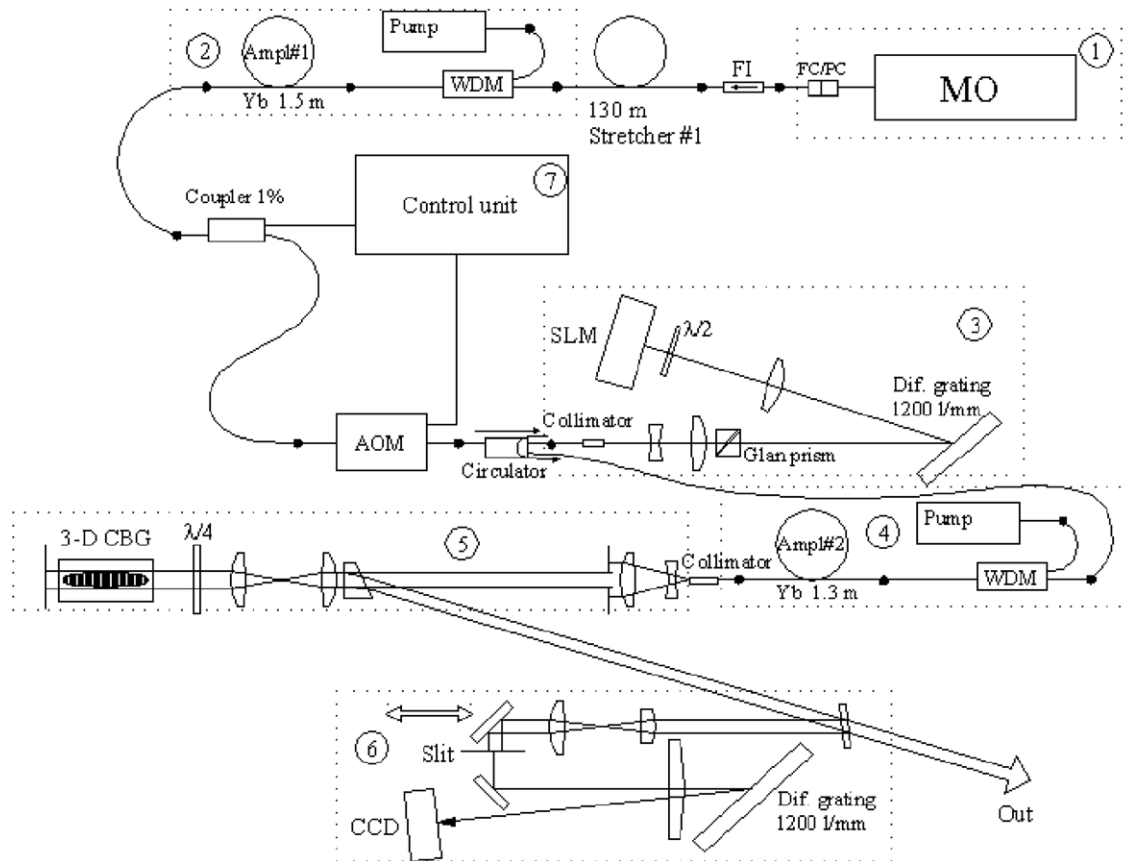 2
Ampl#1
Pump
WDM
Yb 1.5 m
130 m
Stretcher #1
FI
FC/PC
MO
1
Coupler 1%
Control unit
7
SLM
λ/2
3
Dif. grating
1200 l/mm
AOM
Circulator
Collimator
Glan prism
3-D CBG
λ/4
5
Collimator
Ampl#2
4
Pump
WDM
Yb 1.3 m
6
Slit
CCD
Dif. grating
1200 l/mm
Out